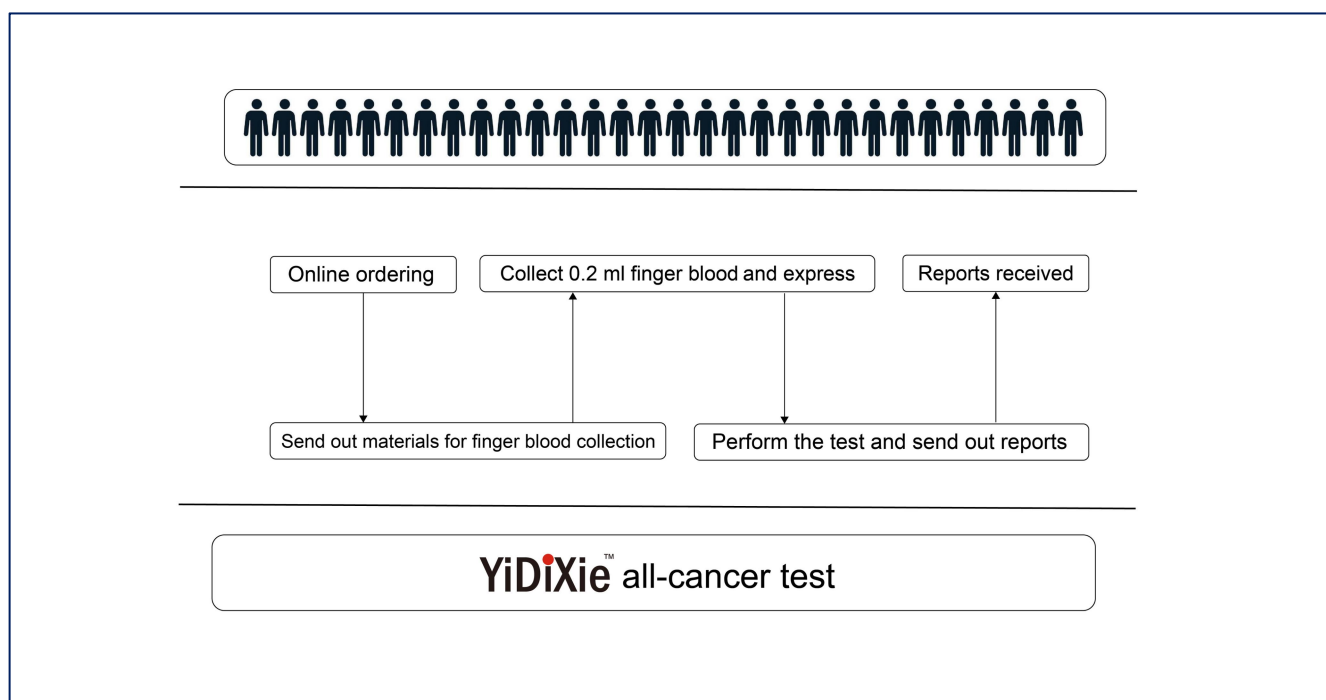 Online ordering
Collect 0.2 ml finger blood and express
Reports received
Send out materials for finger blood collection
Perform the test and send out reports
YiDiXie™ all-cancer test